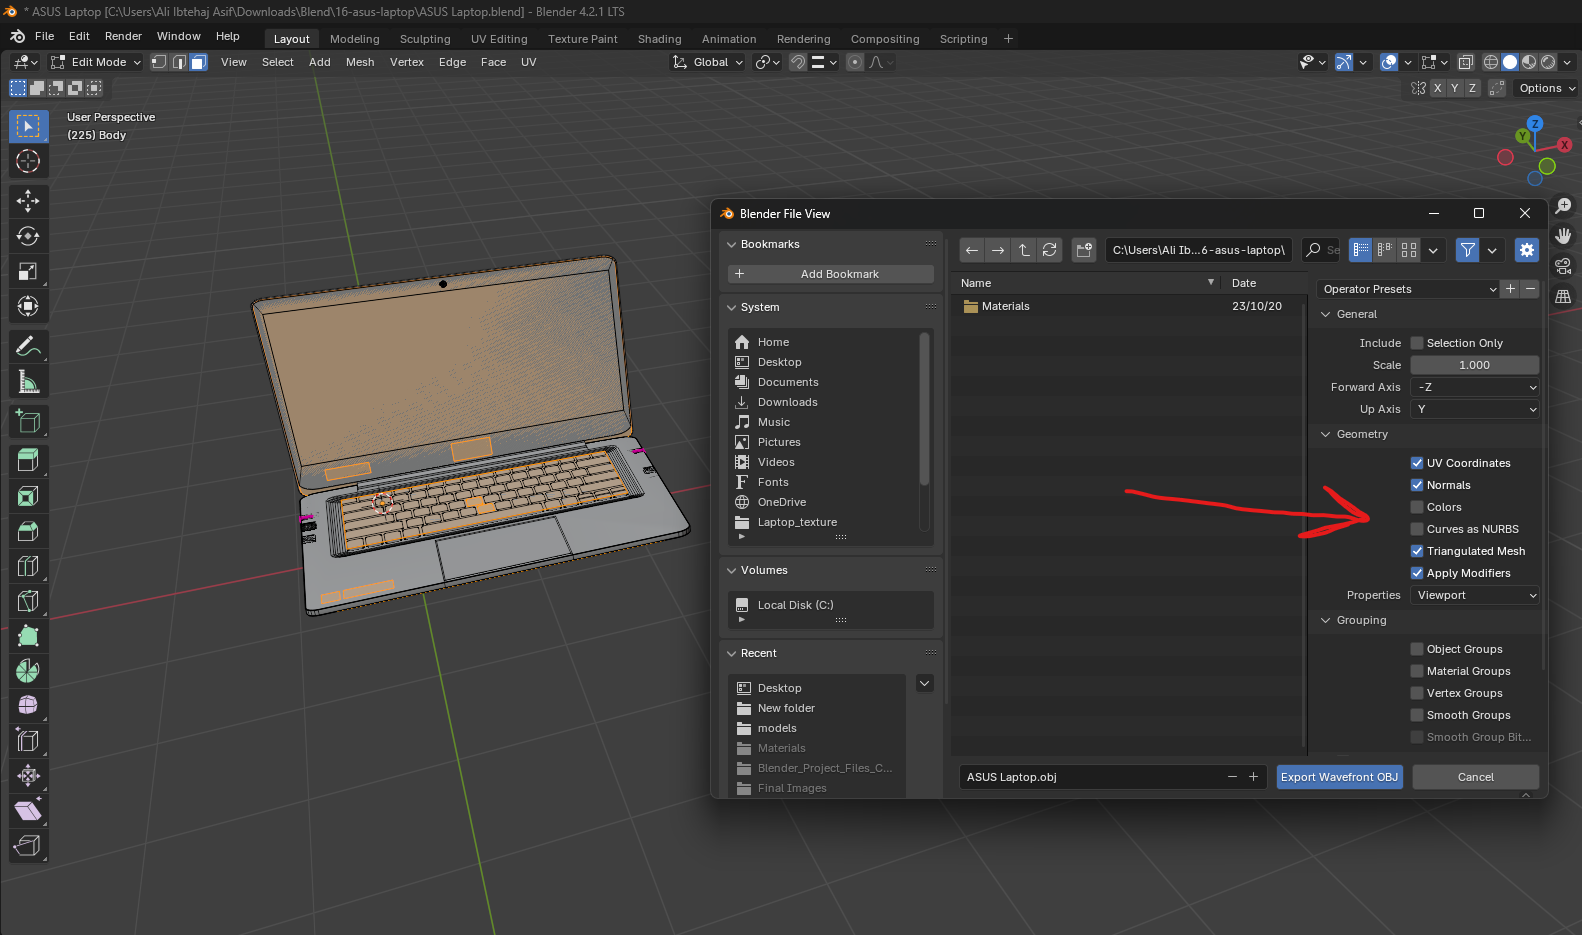 * ASUS Laptop [C:\Users\Ali Ibtehaj Asif\Downloads\Blend\16-asus-laptop\ASUS Laptop.blend] - Blender 4.2.1 LTS
File Edit Render Window Help Layout Modeling Sculpting UV Editing Texture Paint Shading Animation Rendering Compositing Scripting +
Edit Mode View Select Add Mesh Vertex Edge Face UV Global
X Y Z Options
User Perspective
(225) Body
Z
Y
X
Blender File View
Bookmarks
Add Bookmark
System
Home
Desktop
Documents
Downloads
Music
Pictures
Videos
Fonts
OneDrive
Laptop_texture
Volumes
Local Disk (C:)
Recent
Desktop
New folder
models
Materials
Blender_Project_Files_C...
Final Images
C:\Users\Ali Ib...6-asus-laptop\ Se
Name Date
Materials 23/10/20
Operator Presets
General
Include Selection Only
Scale 1.000
Forward Axis -Z
Up Axis Y
Geometry
UV Coordinates
Normals
Colors
Curves as NURBS
Triangulated Mesh
Apply Modifiers
Properties Viewport
Grouping
Object Groups
Material Groups
Vertex Groups
Smooth Groups
Smooth Group Bit...
ASUS Laptop.obj Export Wavefront OBJ Cancel